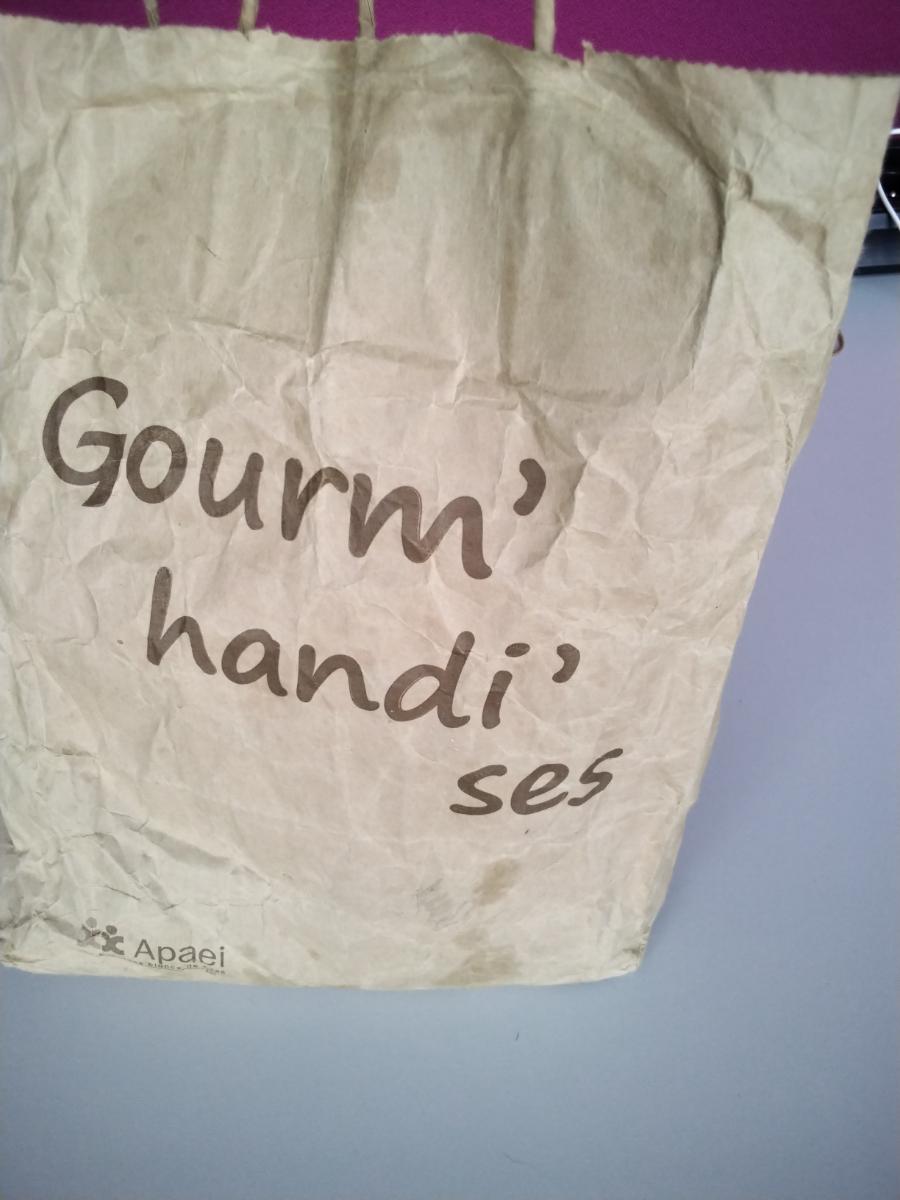 Gourm'
handi'
ses
Apaei